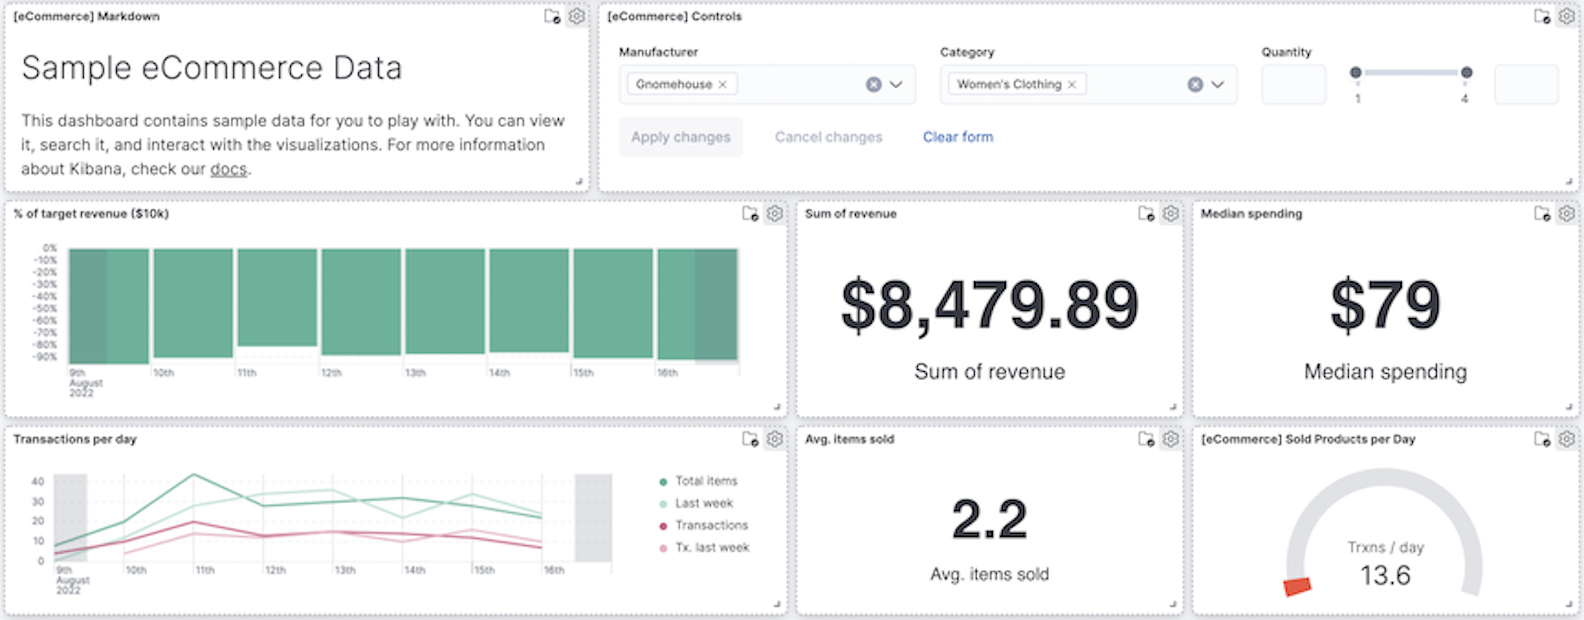 [eCommerce] Markdown
Sample eCommerce Data
This dashboard contains sample data for you to play with. You can view
it, search it, and interact with the visualizations. For more information
about Kibana, check our docs.
[eCommerce] Controls
Manufacturer
Gnomehouse ×
Category
Women's Clothing ×
Quantity
1
4
Apply changes
Cancel changes
Clear form
% of target revenue ($10k)
0%
-10%
-20%
-30%
-40%
-50%
-60%
-70%
-80%
-90%
9th
August
2022
10th
11th
12th
13th
14th
15th
16th
Sum of revenue
$8,479.89
Sum of revenue
Median spending
$79
Median spending
Transactions per day
40
30
20
10
0
9th
August
2022
10th
11th
12th
13th
14th
15th
16th
Total items
Last week
Transactions
Tx. last week
Avg. items sold
2.2
Avg. items sold
[eCommerce] Sold Products per Day
Trxns / day
13.6